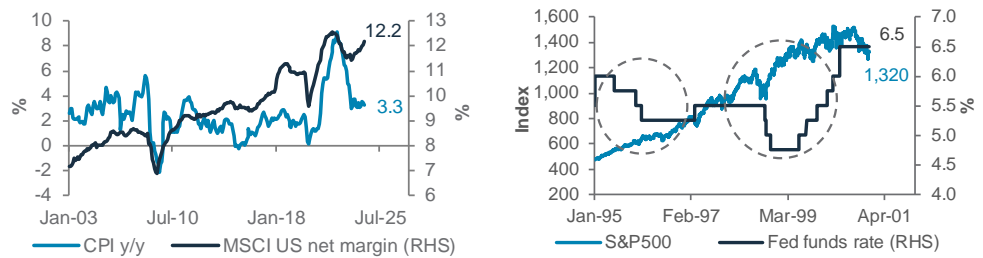 10
8
6
4
2
0
-2
-4
%
13
12
11
10
9
8
7
6
%
12.2
3.3
Jan-03
Jul-10
Jan-18
Jul-25
CPI y/y
MSCI US net margin (RHS)
1,600
1,400
1,200
1,000
800
600
400
200
Index
7.0
6.5
6.0
5.5
5.0
4.5
4.0
%
6.5
1,320
Jan-95
Feb-97
Mar-99
Apr-01
S&P500
Fed funds rate (RHS)